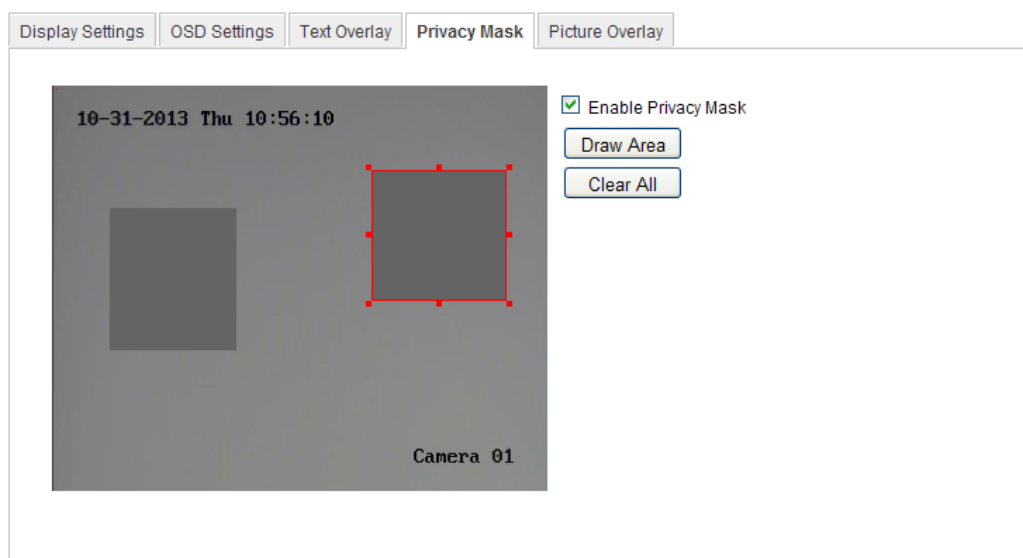 Display Settings OSD Settings Text Overlay Privacy Mask Picture Overlay
10-31-2013 Thu 10:56:10
Enable Privacy Mask
Draw Area
Clear All
Camera 01